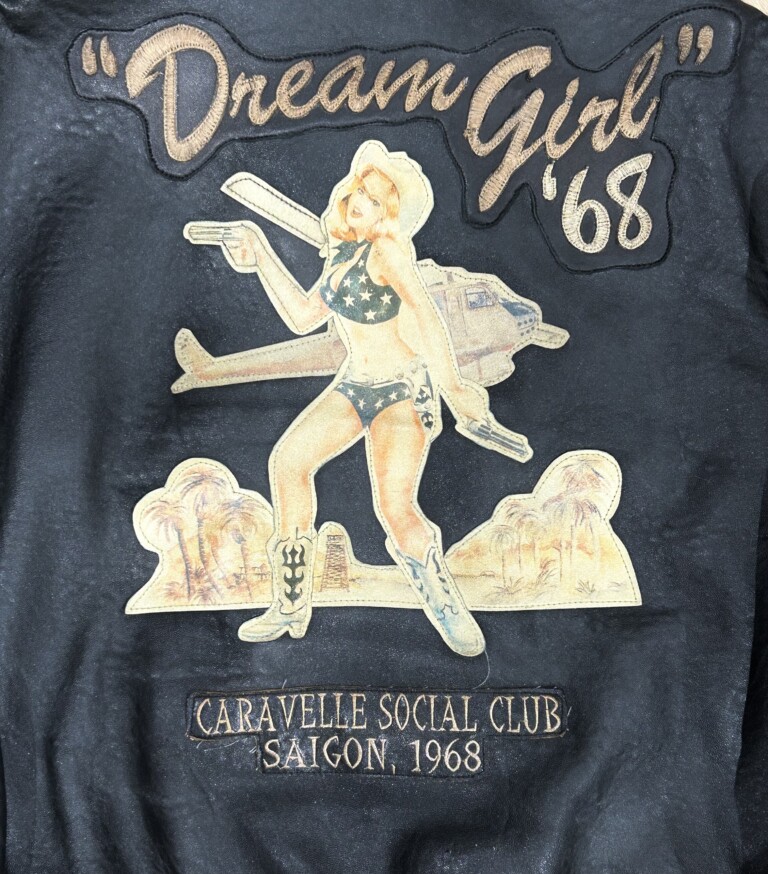 "Dream Girl"
'68
CARAVELLE SOCIAL CLUB
SAIGON, 1968